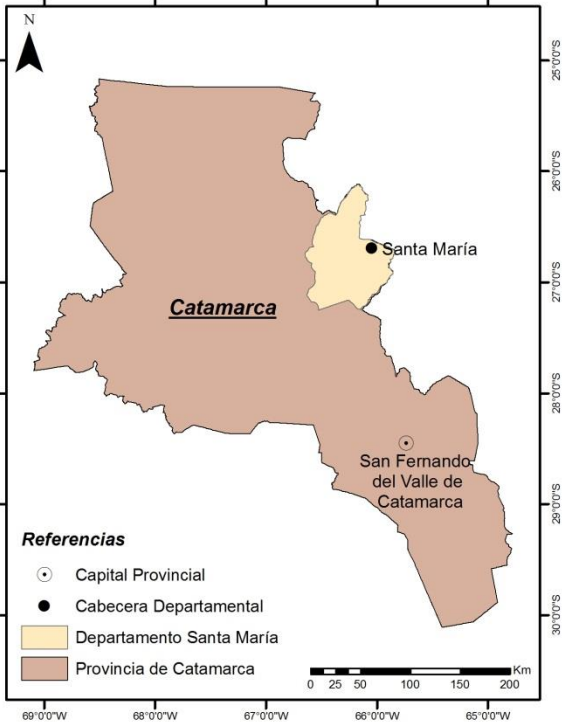 N
25°0'0"S
26°0'0"S
Santa María
27°0'0"S
Catamarca
28°0'0"S
San Fernando
del Valle de
Catamarca
29°0'0"S
Referencias
Capital Provincial
Cabecera Departamental
30°0'0"S
Departamento Santa María
Provincia de Catamarca
Km
0 25 50 100 150 200
69°0'0"W 68°0'0"W 67°0'0"W 66°0'0"W 65°0'0"W